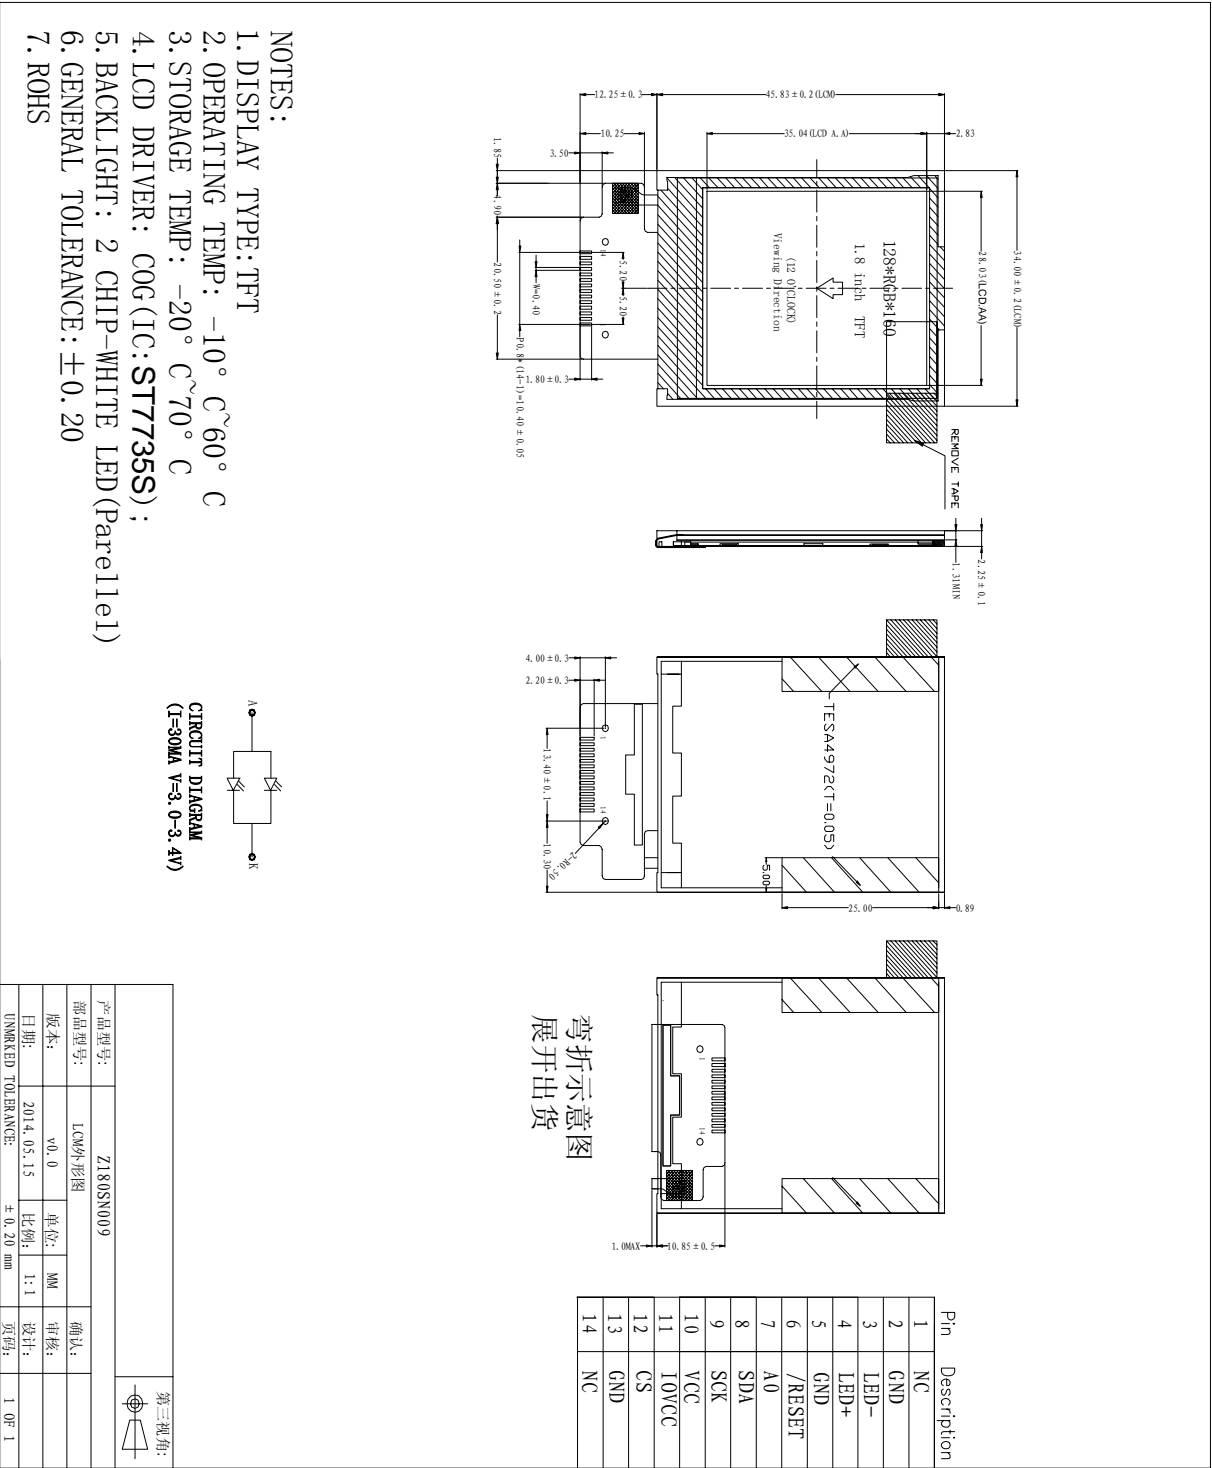 45.83±0.2(LCM)
12.25±0.3
35.04(LCD A.A)
2.83
10.25
3.50
1.85
4.90
20.50±0.2
34.00±0.2(LCM)
28.03(LCD.AA)
128*RGB*160
1.8 inch TFT
(12 O'CLOCK)
Viewing Direction
14
1
5.20
5.20
W=0.40
P0.8*(14-1)=10.40±0.05
1.80±0.3
REMOVE TAPE
2.25±0.1
1.31MIN
4.00±0.3
2.20±0.3
TESA4972(T=0.05)
1
14
13.40±0.1
10.30
2-R0.50
5.00
25.00
0.89
弯折示意图
展开出货
1
14
1.0MAX
10.85±0.5
Pin Description
1 NC
2 GND
3 LED-
4 LED+
5 GND
6 /RESET
7 A0
8 SDA
9 SCK
10 VCC
11 IOVCC
12 CS
13 GND
14 NC
NOTES:
1.DISPLAY TYPE:TFT
2.OPERATING TEMP: -10°C~60°C
3.STORAGE TEMP: -20°C~70°C
4.LCD DRIVER: COG(IC:ST7735S);
5.BACKLIGHT: 2 CHIP-WHITE LED(Parellel)
6.GENERAL TOLERANCE:±0.20
7.ROHS
A
K
CIRCUIT DIAGRAM
(I=30MA V=3.0-3.4V)
第三视角:
产品型号: Z180SN009
部品型号: LCM外形图 确认:
版本: v0.0 单位: MM 审核:
日期: 2014.05.15 比例: 1:1 设计:
UNMRKED TOLERANCE: ±0.20 mm 页码: 1 OF 1